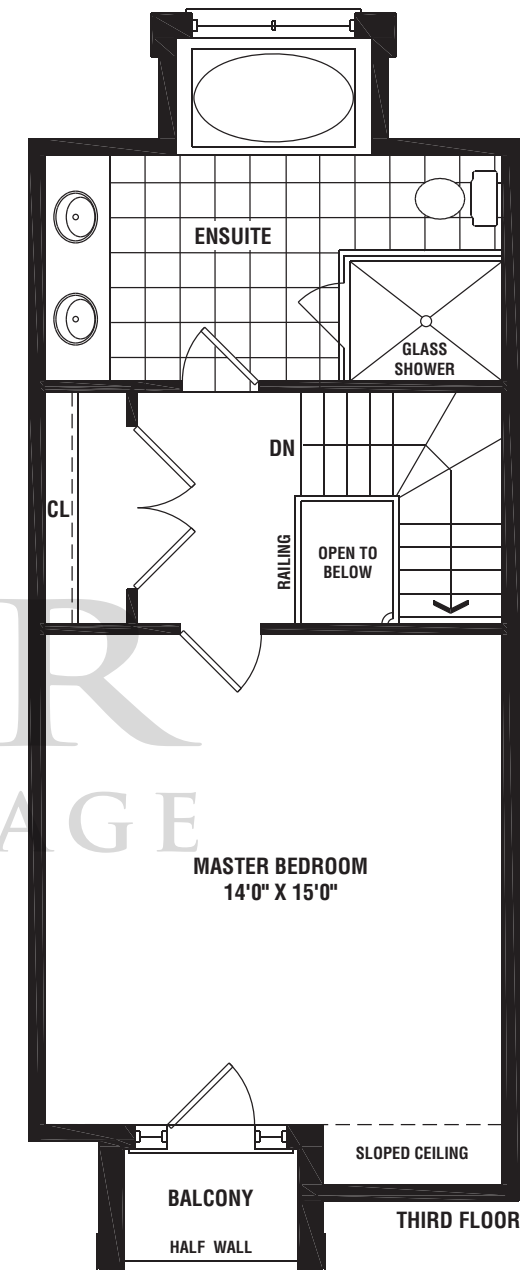 ENSUITE
GLASS
SHOWER
DN
CL
RAILING
OPEN TO
BELOW
R
AGE
MASTER BEDROOM
14'0" X 15'0"
SLOPED CEILING
BALCONY
THIRD FLOOR
HALF WALL